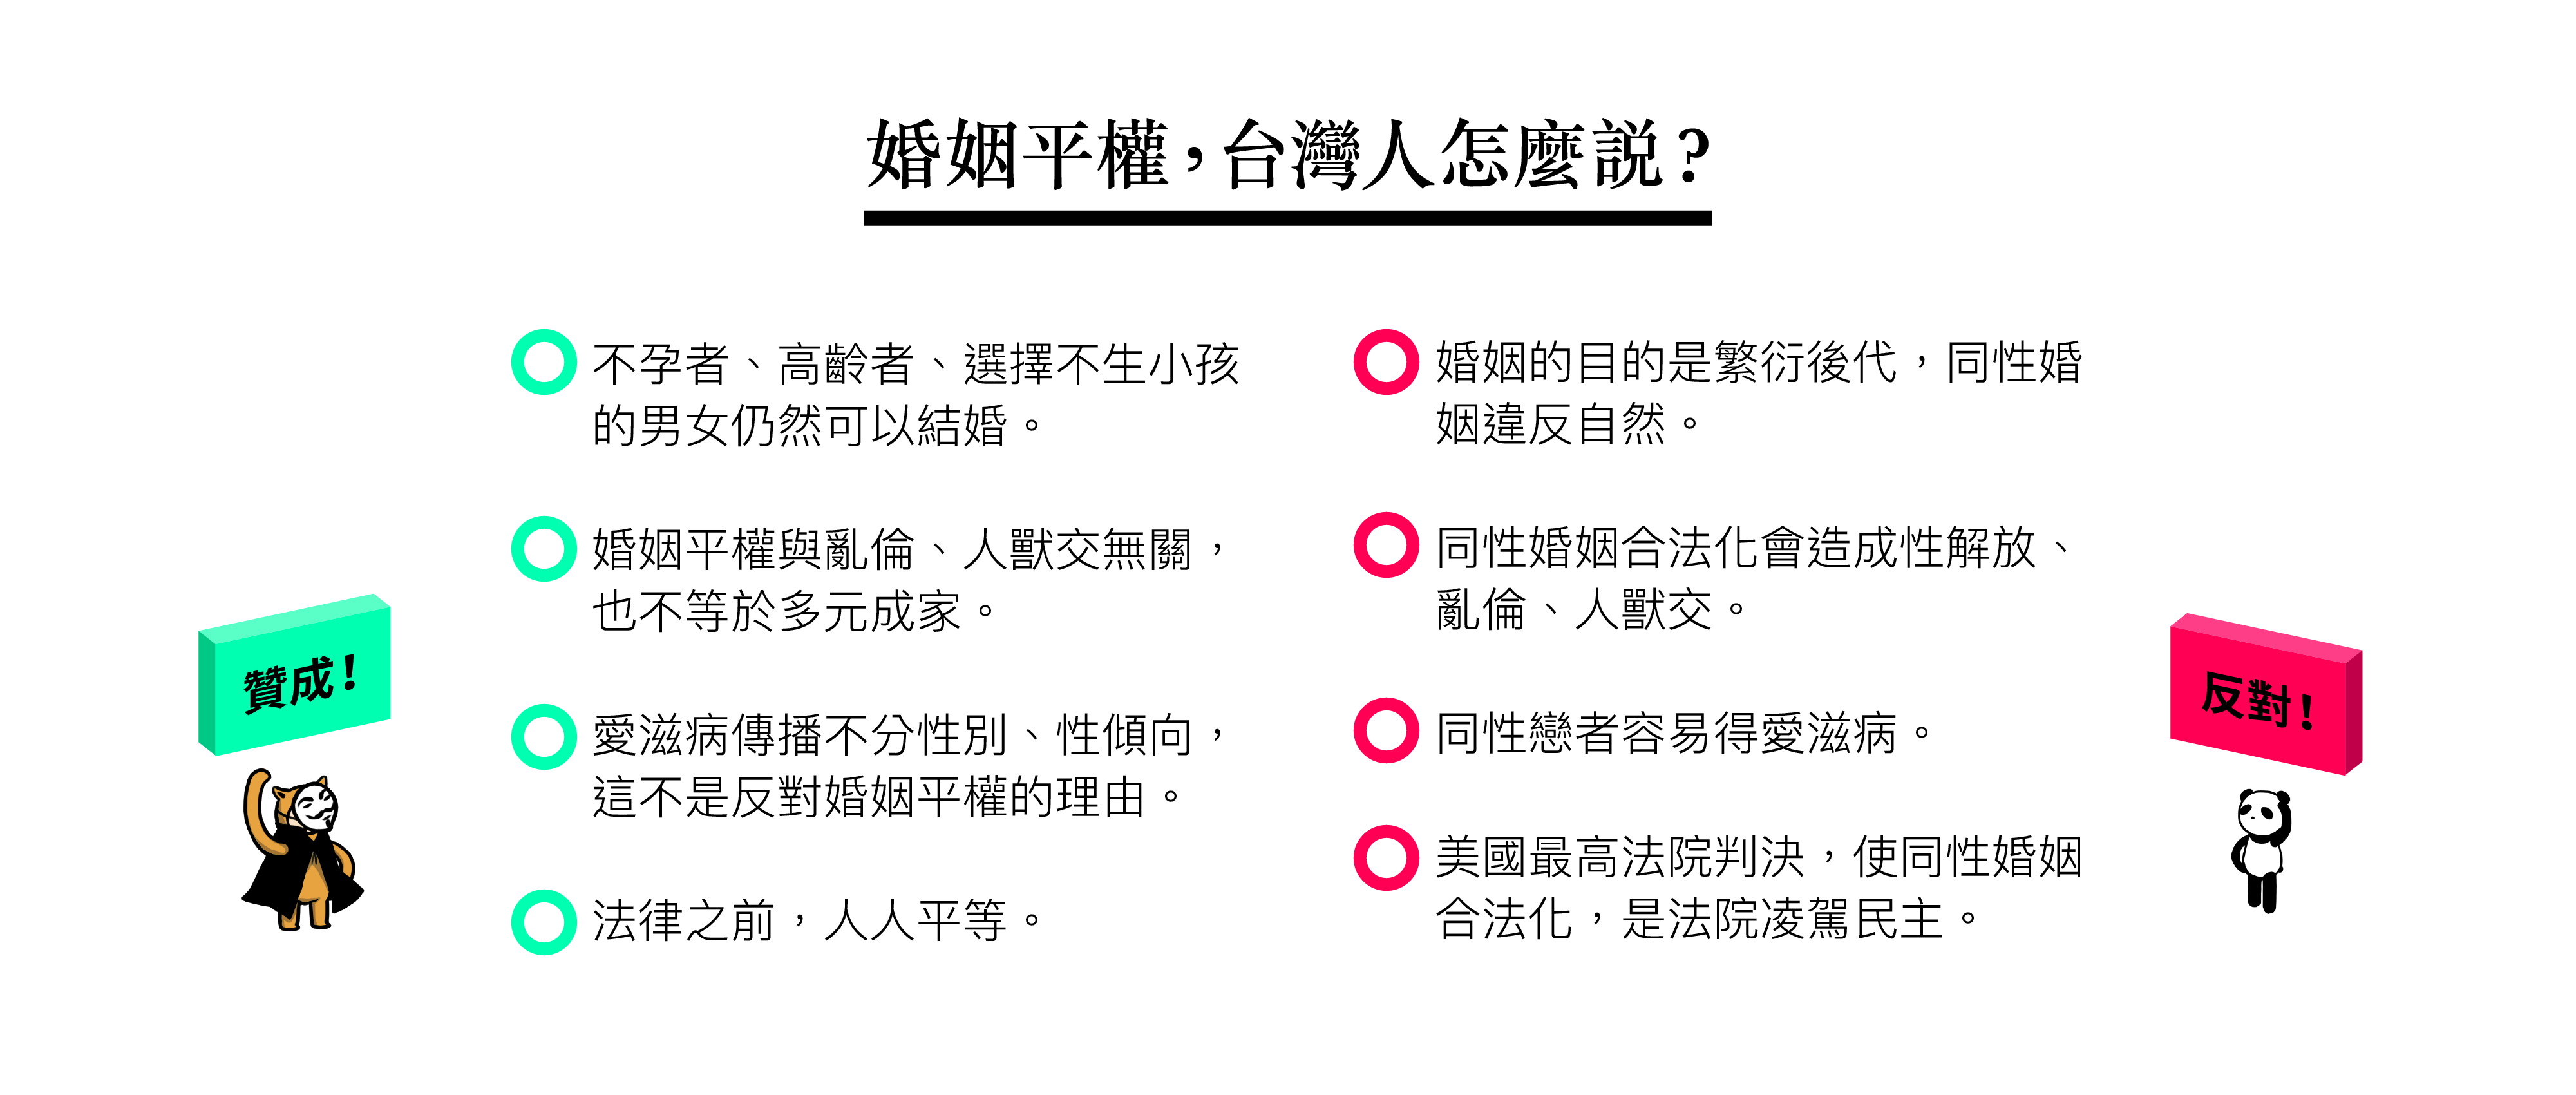 婚姻平權，台灣人怎麼説？
贊成！
不孕者、高齡者、選擇不生小孩
的男女仍然可以結婚。
婚姻平權與亂倫、人獸交無關，
也不等於多元成家。
愛滋病傳播不分性別、性傾向，
這不是反對婚姻平權的理由。
法律之前，人人平等。
婚姻的目的是繁衍後代，同性婚
姻違反自然。
同性婚姻合法化會造成性解放、
亂倫、人獸交。
同性戀者容易得愛滋病。
美國最高法院判決，使同性婚姻
合法化，是法院凌駕民主。
反對！